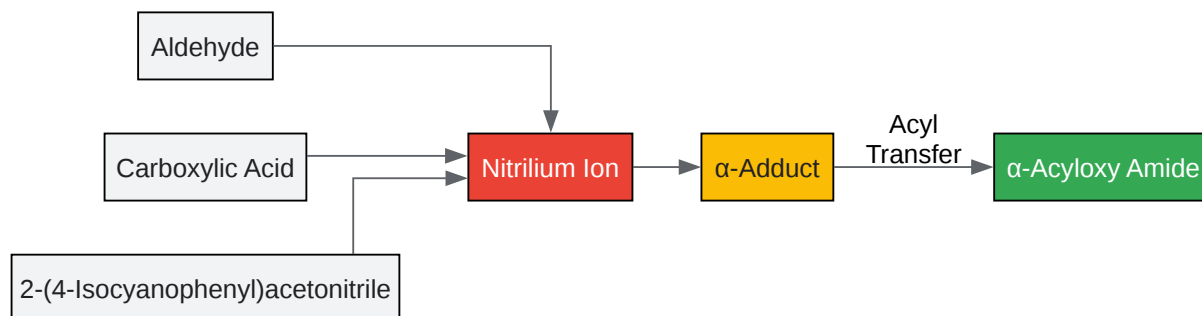 Aldehyde
Carboxylic Acid
2-(4-Isocyanophenyl)acetonitrile
Nitrilium Ion
α-Adduct
Acyl
Transfer
α-Acyloxy Amide